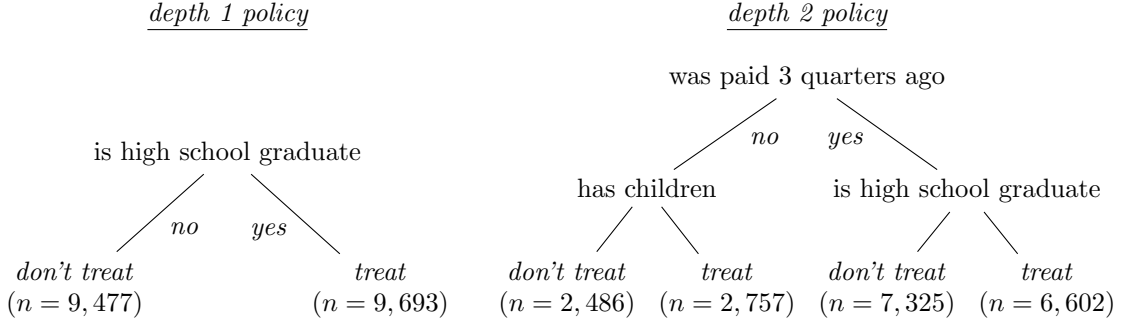 depth 1 policy
is high school graduate
no yes
don't treat treat
(n = 9, 477) (n = 9, 693)
depth 2 policy
was paid 3 quarters ago
no yes
has children is high school graduate
don't treat treat don't treat treat
(n = 2, 486) (n = 2, 757) (n = 7, 325) (n = 6, 602)